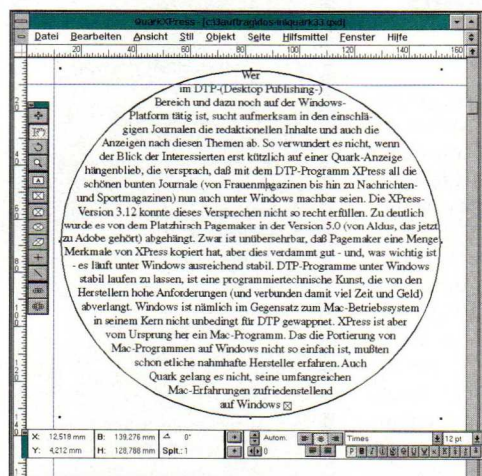 QuarkXPress - [c:\3auftrag\dos-in\quark33.qxd]
Datei Bearbeiten Ansicht Stil Objekt Seite Hilfsmittel Fenster Hilfe
20 40 60 80 100 120 140 160
Wer
im DTP-(Desktop Publishing-)
Bereich und dazu noch auf der Windows-
Platform tätig ist, sucht aufmerksam in den einschlä-
gigen Journalen die redaktionellen Inhalte und auch die
Anzeigen nach diesen Themen ab. So verwundert es nicht, wenn
der Blick der Interessierten erst kützlich auf einer Quark-Anzeige
hängenblieb, die versprach, daß mit dem DTP-Programm XPress all die
schönen bunten Journale (von Frauenmagazinen bis hin zu Nachrichten-
und Sportmagazinen) nun auch unter Windows machbar seien. Die XPress-
Version 3.12 konnte dieses Versprechen nicht so recht erfüllen. Zu deutlich
wurde es von dem Platzhirsch Pagemaker in der Version 5.0 (von Aldus, das jetzt
zu Adobe gehört) abgehängt. Zwar ist unübersehrbar, daß Pagemaker eine Menge
Merkmale von XPress kopiert hat, aber dies verdammt gut - und, was wichtig ist
- es läuft unter Windows ausreichend stabil. DTP-Programme unter Windows
stabil laufen zu lassen, ist eine programmiertechnische Kunst, die von den
Herstellern hohe Anforderungen (und verbunden damit viel Zeit und Geld)
abverlangt. Windows ist nämlich im Gegensatz zum Mac-Betriebssystem
in seinem Kern nicht unbedingt für DTP gewappnet. XPress ist aber
vom Ursprung her ein Mac-Programm. Das die Portierung von
Mac-Programmen auf Windows nicht so einfach ist, mußten
schon etliche nahmhafte Hersteller erfahren. Auch
Quark gelang es nicht, seine umfangreichen
Mac-Erfahrungen zufriedenstellend
auf Windows
X: 12,518 mm B: 139,276 mm 0° Autom. Times 12 pt
Y: 4,212 mm H: 128,788 mm Splt.: 1 0